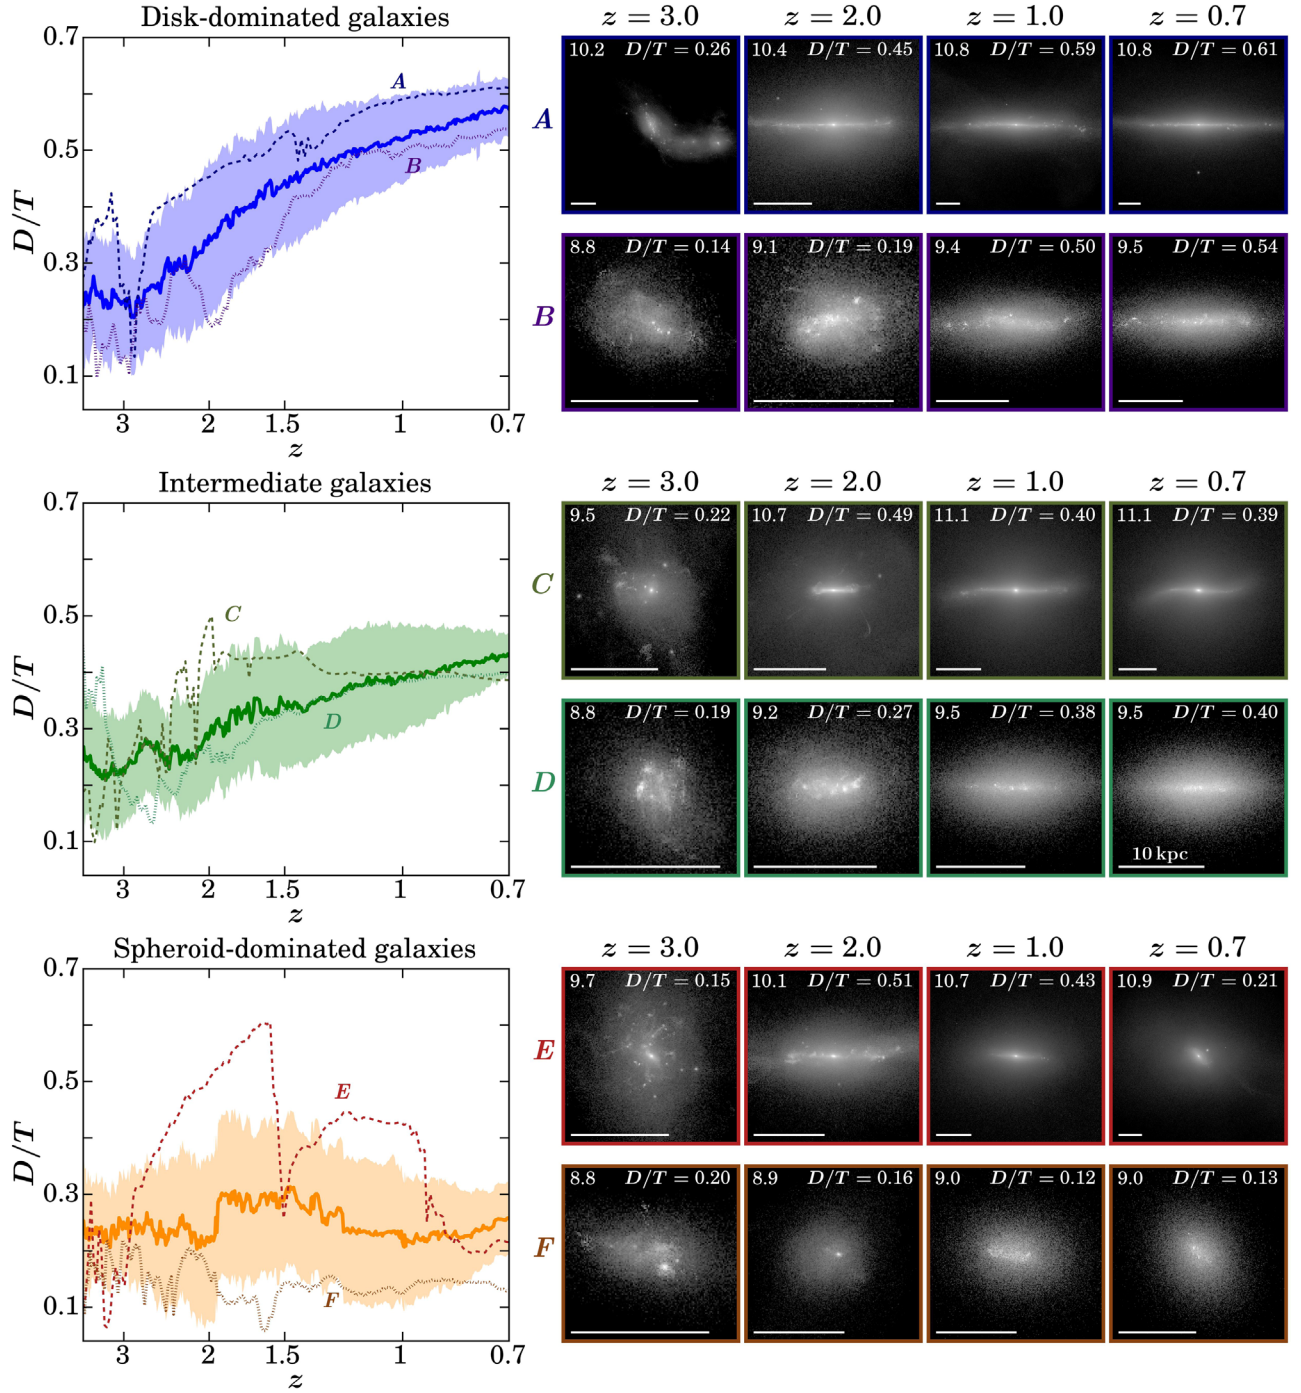 Disk-dominated galaxies
z = 3.0 z = 2.0 z = 1.0 z = 0.7
0.7
0.5
0.3
0.1
D/T
A
B
3 2 1.5 1 0.7
z
A
10.2 D/T = 0.26
10.4 D/T = 0.45
10.8 D/T = 0.59
10.8 D/T = 0.61
B
8.8 D/T = 0.14
9.1 D/T = 0.19
9.4 D/T = 0.50
9.5 D/T = 0.54
Intermediate galaxies
z = 3.0 z = 2.0 z = 1.0 z = 0.7
0.7
0.5
0.3
0.1
D/T
C
D
3 2 1.5 1 0.7
z
C
9.5 D/T = 0.22
10.7 D/T = 0.49
11.1 D/T = 0.40
11.1 D/T = 0.39
D
8.8 D/T = 0.19
9.2 D/T = 0.27
9.5 D/T = 0.38
9.5 D/T = 0.40
10 kpc
Spheroid-dominated galaxies
z = 3.0 z = 2.0 z = 1.0 z = 0.7
0.7
0.5
0.3
0.1
D/T
E
F
3 2 1.5 1 0.7
z
E
9.7 D/T = 0.15
10.1 D/T = 0.51
10.7 D/T = 0.43
10.9 D/T = 0.21
F
8.8 D/T = 0.20
8.9 D/T = 0.16
9.0 D/T = 0.12
9.0 D/T = 0.13